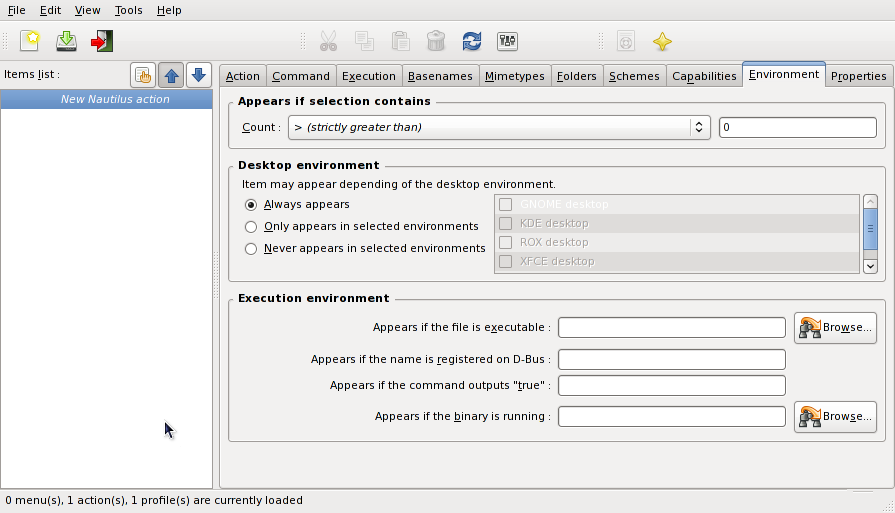 File Edit View Tools Help
Items list :
New Nautilus action
Action Command Execution Basenames Mimetypes Folders Schemes Capabilities Environment Properties
Appears if selection contains
Count : > (strictly greater than) 0
Desktop environment
Item may appear depending of the desktop environment.
Always appears
Only appears in selected environments
Never appears in selected environments
GNOME desktop
KDE desktop
ROX desktop
XFCE desktop
Execution environment
Appears if the file is executable : Browse...
Appears if the name is registered on D-Bus :
Appears if the command outputs "true" :
Appears if the binary is running : Browse...
0 menu(s), 1 action(s), 1 profile(s) are currently loaded